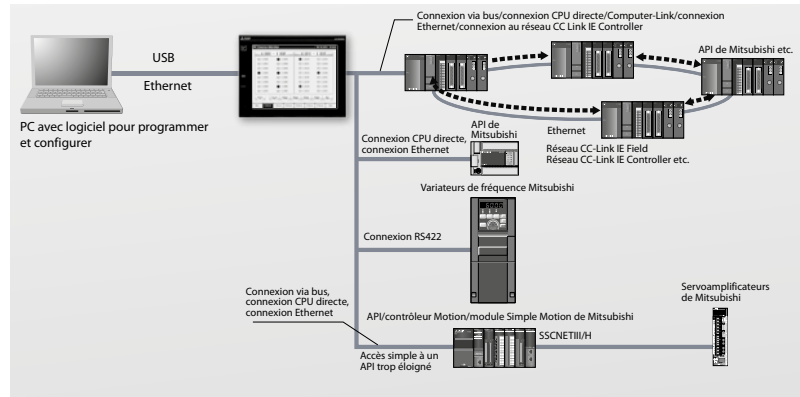 Connexion via bus/connexion CPU directe/Computer-Link/connexion
Ethernet/connexion au réseau CC Link IE Controller
USB
Ethernet
API de Mitsubishi etc.
PC avec logiciel pour programmer
et configurer
Connexion CPU directe,
connexion Ethernet
API de
Mitsubishi
Ethernet
Réseau CC-Link IE Field
Réseau CC-Link IE Controller etc.
Variateurs de fréquence Mitsubishi
Connexion RS422
Connexion via bus,
connexion CPU directe,
connexion Ethernet
API/contrôleur Motion/module Simple Motion de Mitsubishi
Servoamplificateurs
de Mitsubishi
SSCNETIII/H
Accès simple à un
API trop éloigné